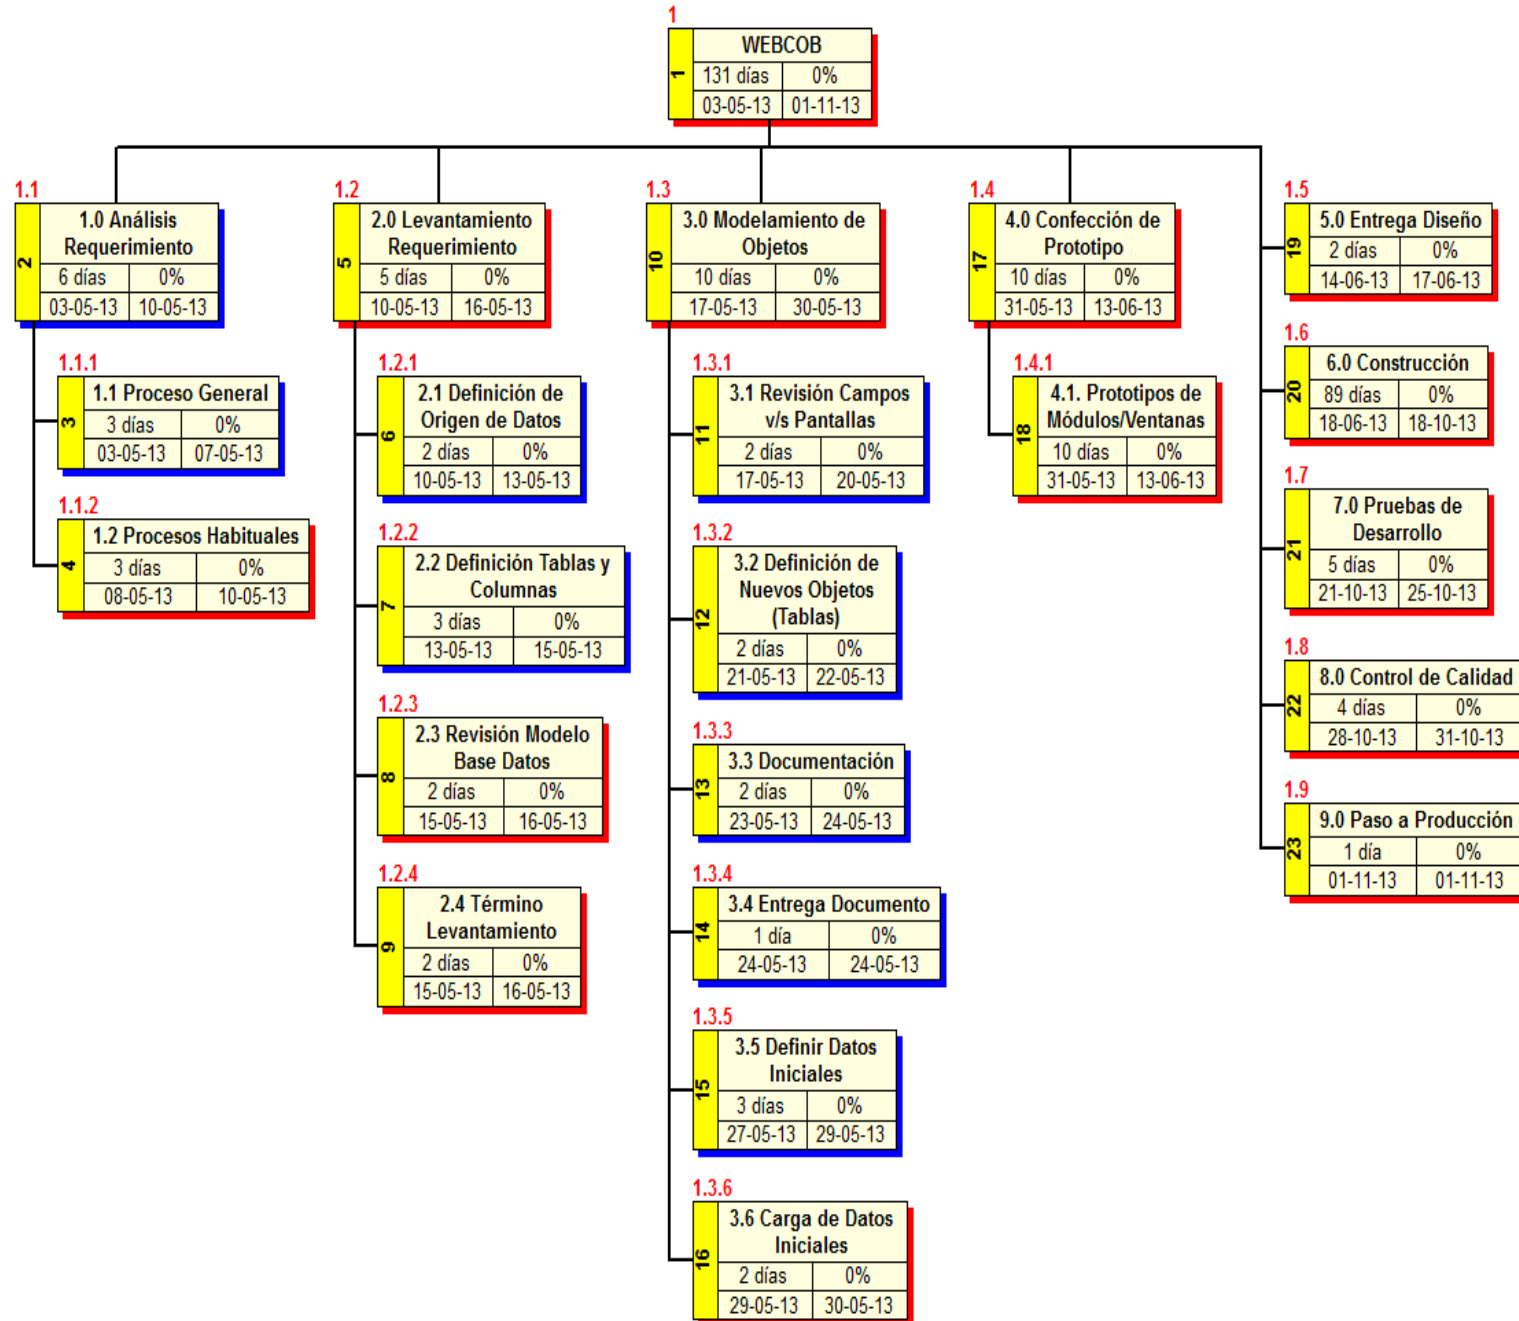 1
WEBCOB
1
131 días 0%
03-05-13 01-11-13
1.1
1.0 Análisis
Requerimiento
2
6 días 0%
03-05-13 10-05-13
1.1.1
1.1 Proceso General
3
3 días 0%
03-05-13 07-05-13
1.1.2
1.2 Procesos Habituales
4
3 días 0%
08-05-13 10-05-13
1.2
2.0 Levantamiento
Requerimiento
5
5 días 0%
10-05-13 16-05-13
1.2.1
2.1 Definición de
Origen de Datos
6
2 días 0%
10-05-13 13-05-13
1.2.2
2.2 Definición Tablas y
Columnas
7
3 días 0%
13-05-13 15-05-13
1.2.3
2.3 Revisión Modelo
Base Datos
8
2 días 0%
15-05-13 16-05-13
1.2.4
2.4 Término
Levantamiento
9
2 días 0%
15-05-13 16-05-13
1.3
3.0 Modelamiento de
Objetos
10
10 días 0%
17-05-13 30-05-13
1.3.1
3.1 Revisión Campos
v/s Pantallas
11
2 días 0%
17-05-13 20-05-13
1.3.2
3.2 Definición de
Nuevos Objetos
(Tablas)
12
2 días 0%
21-05-13 22-05-13
1.3.3
3.3 Documentación
13
2 días 0%
23-05-13 24-05-13
1.3.4
3.4 Entrega Documento
14
1 día 0%
24-05-13 24-05-13
1.3.5
3.5 Definir Datos
Iniciales
15
3 días 0%
27-05-13 29-05-13
1.3.6
3.6 Carga de Datos
Iniciales
16
2 días 0%
29-05-13 30-05-13
1.4
4.0 Confección de
Prototipo
17
10 días 0%
31-05-13 13-06-13
1.4.1
4.1. Prototipos de
Módulos/Ventanas
18
10 días 0%
31-05-13 13-06-13
1.5
5.0 Entrega Diseño
19
2 días 0%
14-06-13 17-06-13
1.6
6.0 Construcción
20
89 días 0%
18-06-13 18-10-13
1.7
7.0 Pruebas de
Desarrollo
21
5 días 0%
21-10-13 25-10-13
1.8
8.0 Control de Calidad
22
4 días 0%
28-10-13 31-10-13
1.9
9.0 Paso a Producción
23
1 día 0%
01-11-13 01-11-13